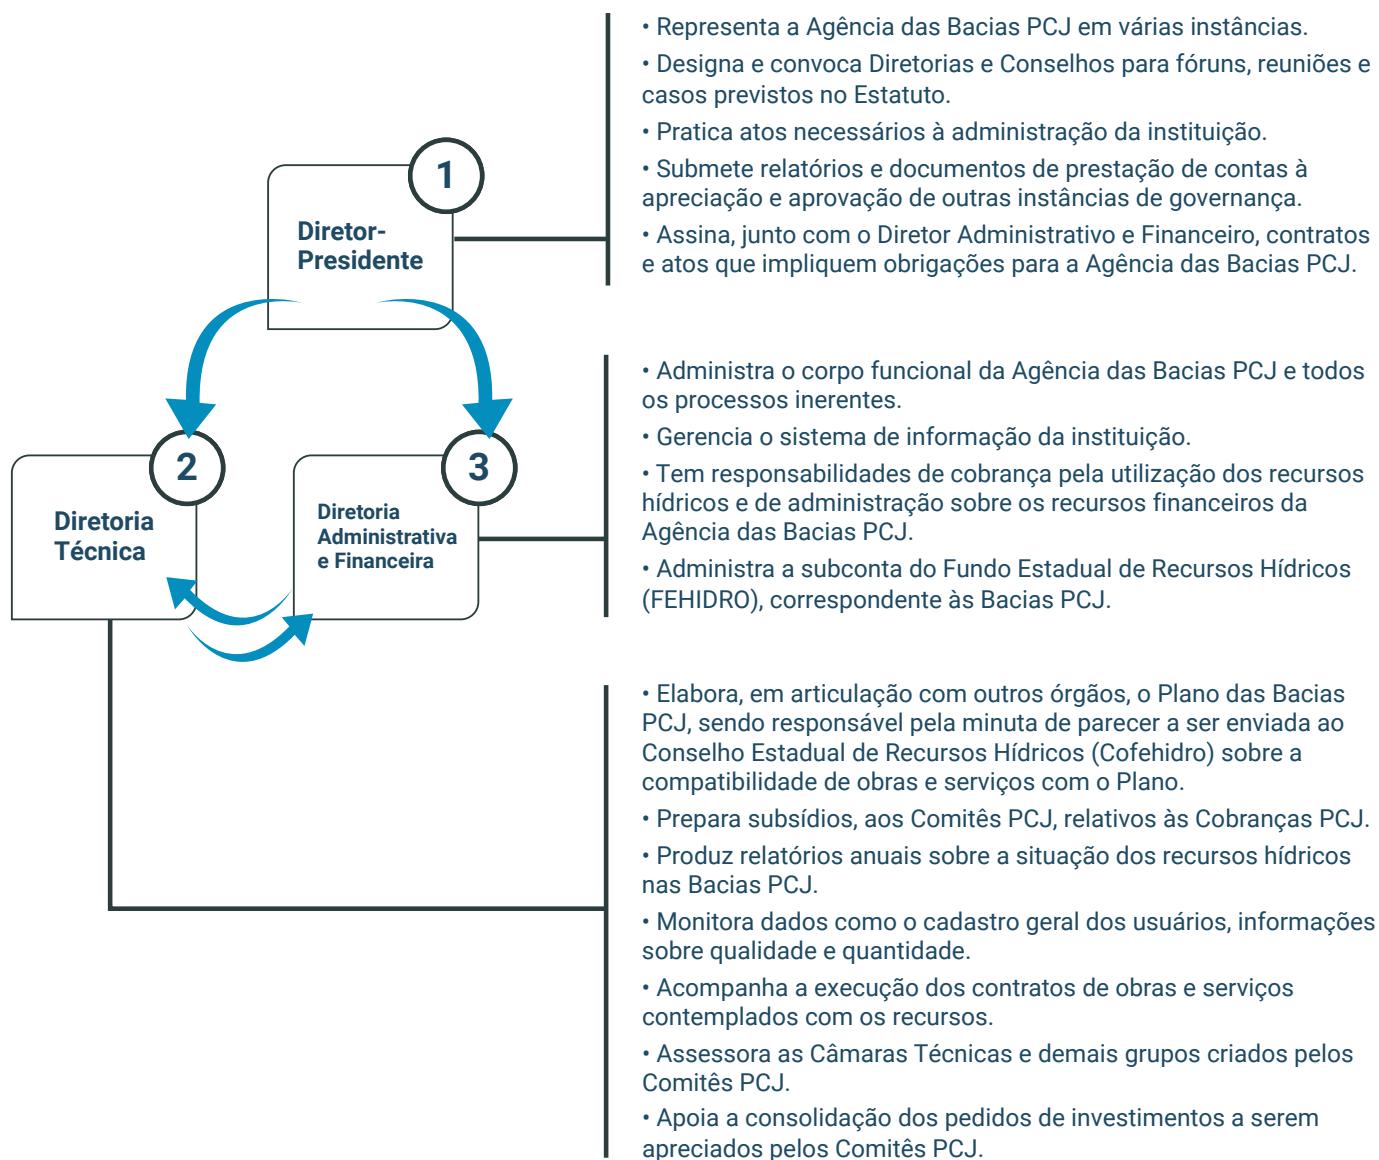 • Representa a Agência das Bacias PCJ em várias instâncias.
• Designa e convoca Diretorias e Conselhos para fóruns, reuniões e
casos previstos no Estatuto.
• Pratica atos necessários à administração da instituição.
• Submete relatórios e documentos de prestação de contas à
apreciação e aprovação de outras instâncias de governança.
• Assina, junto com o Diretor Administrativo e Financeiro, contratos
e atos que impliquem obrigações para a Agência das Bacias PCJ.
1
Diretor-
Presidente
• Administra o corpo funcional da Agência das Bacias PCJ e todos
os processos inerentes.
• Gerencia o sistema de informação da instituição.
• Tem responsabilidades de cobrança pela utilização dos recursos
hídricos e de administração sobre os recursos financeiros da
Agência das Bacias PCJ.
• Administra a subconta do Fundo Estadual de Recursos Hídricos
(FEHIDRO), correspondente às Bacias PCJ.
2
Diretoria
Técnica
3
Diretoria
Administrativa
e Financeira
• Elabora, em articulação com outros órgãos, o Plano das Bacias
PCJ, sendo responsável pela minuta de parecer a ser enviada ao
Conselho Estadual de Recursos Hídricos (Cofehidro) sobre a
compatibilidade de obras e serviços com o Plano.
• Prepara subsídios, aos Comitês PCJ, relativos às Cobranças PCJ.
• Produz relatórios anuais sobre a situação dos recursos hídricos
nas Bacias PCJ.
• Monitora dados como o cadastro geral dos usuários, informações
sobre qualidade e quantidade.
• Acompanha a execução dos contratos de obras e serviços
contemplados com os recursos.
• Assessora as Câmaras Técnicas e demais grupos criados pelos
Comitês PCJ.
• Apoia a consolidação dos pedidos de investimentos a serem
apreciados pelos Comitês PCJ.